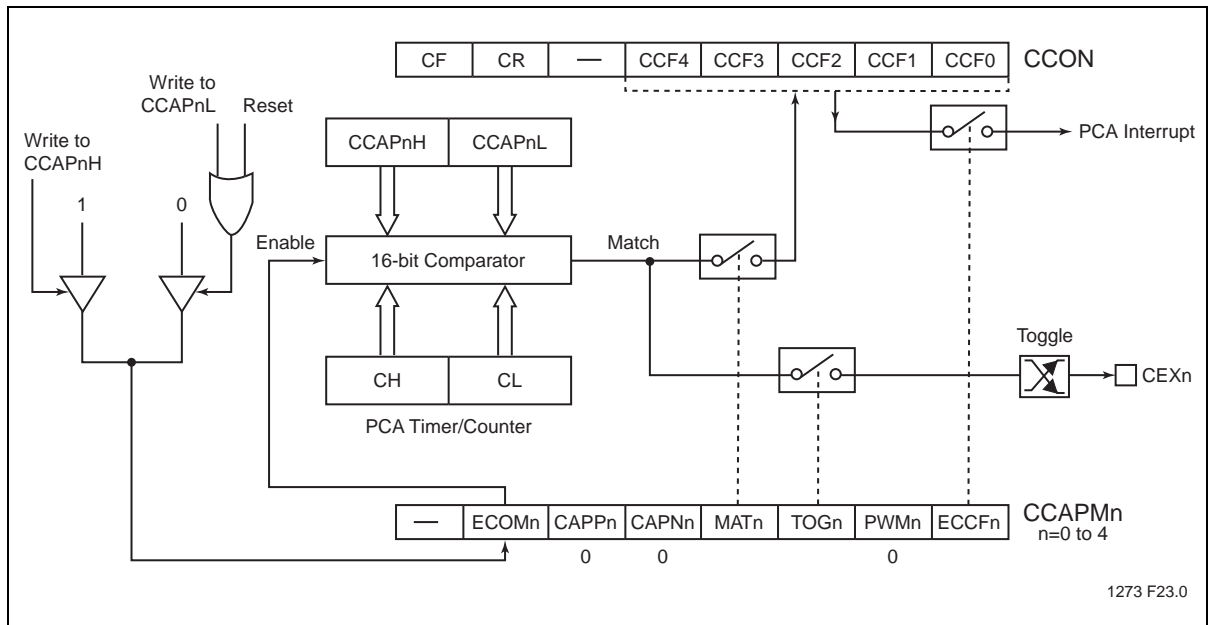 CF CR — CCF4 CCF3 CCF2 CCF1 CCF0 CCON
Write to
CCAPnL
Reset
Write to
CCAPnH
CCAPnH CCAPnL
PCA Interrupt
1 0
Enable
16-bit Comparator
Match
Toggle
CH CL
CEXn
PCA Timer/Counter
— ECOMn CAPPn CAPNn MATn TOGn PWMn ECCFn CCAPMn
n=0 to 4
0 0 0
1273 F23.0